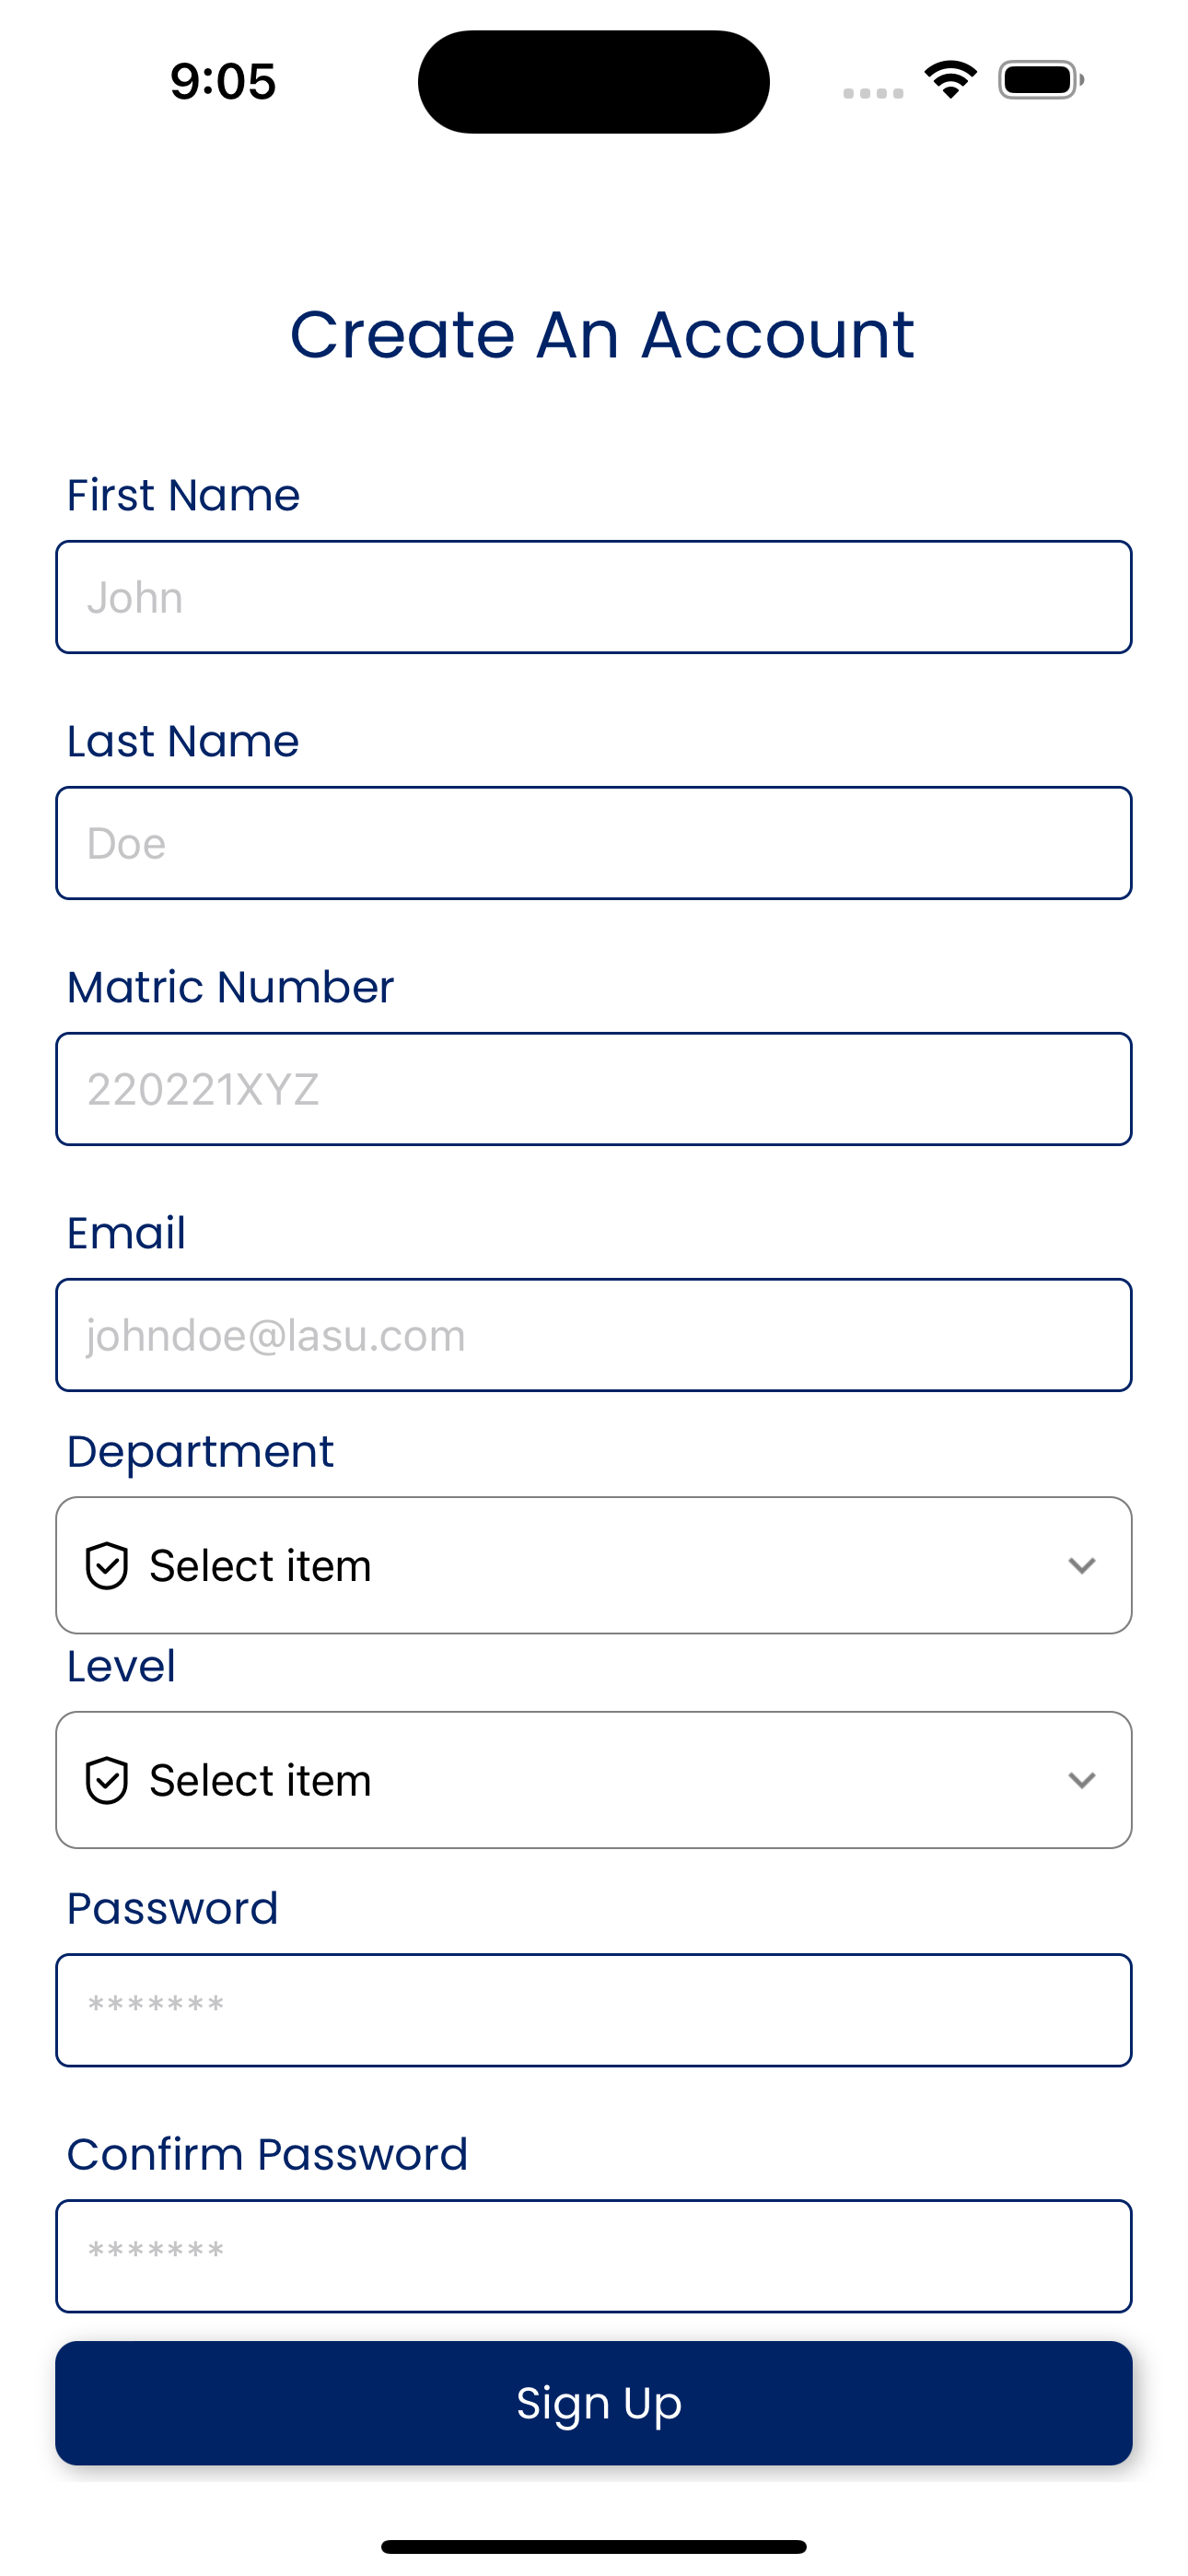 9:05
Create An Account
First Name
John
Last Name
Doe
Matric Number
220221XYZ
Email
johndoe@lasu.com
Department
Select item
Level
Select item
Password
*******
Confirm Password
*******
Sign Up